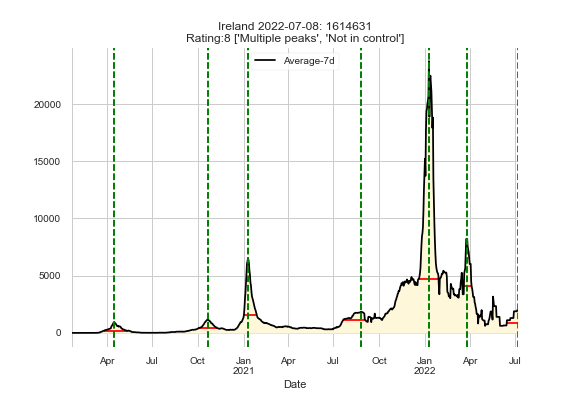 Ireland 2022-07-08: 1614631
Rating:8 ['Multiple peaks', 'Not in control']
Average-7d
20000
15000
10000
5000
0
Apr Jul Oct Jan Apr Jul Oct Jan Apr Jul
2021 2022
Date